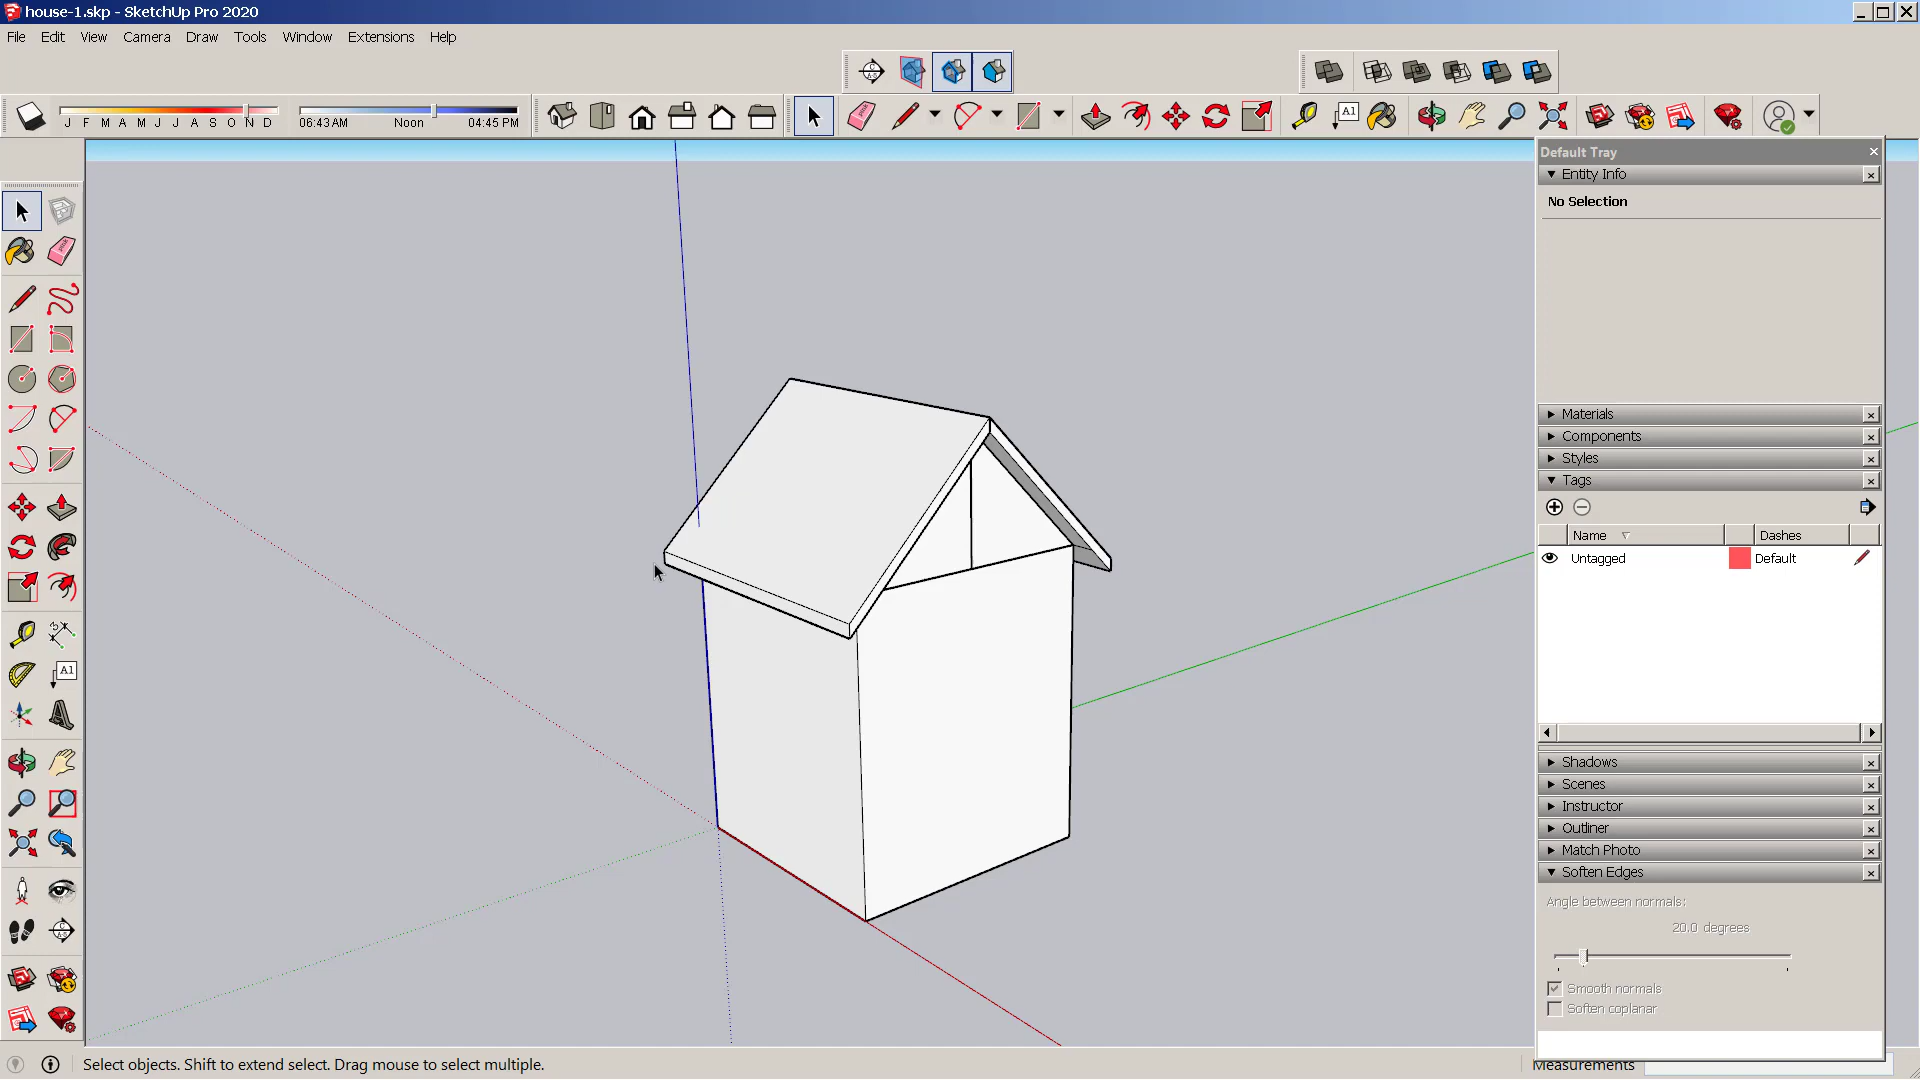 house-1.skp - SketchUp Pro 2020
File Edit View Camera Draw Tools Window Extensions Help
J F M A M J J A S O N D
06:43 AM Noon 04:45 PM
A1
Default Tray
Entity Info
No Selection
Materials
Components
Styles
Tags
Name Dashes
Untagged Default
A1
Shadows
Scenes
Instructor
Outliner
Match Photo
Soften Edges
Angle between normals:
20.0 degrees
Smooth normals
Soften coplanar
Select objects. Shift to extend select. Drag mouse to select multiple.
Measurements